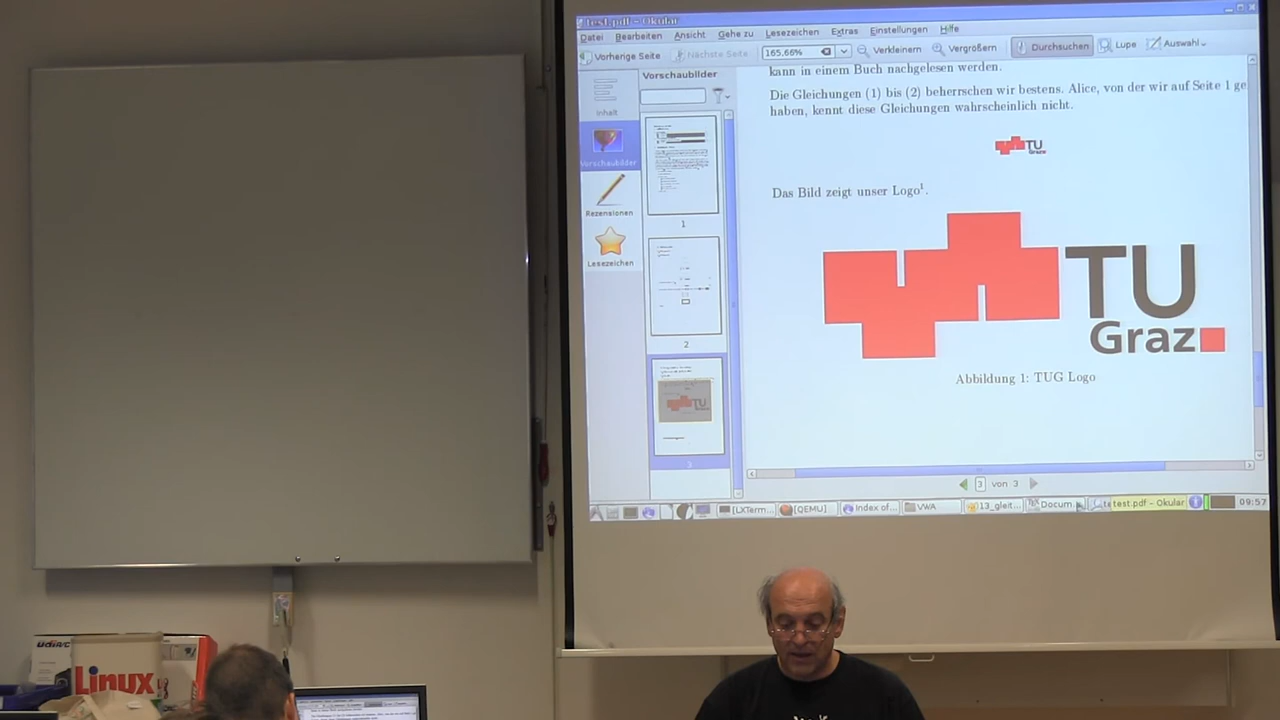 test.pdf - Okular
Datei Bearbeiten Ansicht Gehe zu Lesezeichen Extras Einstellungen Hilfe
Vorherige Seite Nächste Seite 165.66% Verkleinern Vergrößern Durchsuchen Lupe Auswahl
Inhalt
Vorschaubilder
Rezensionen
Lesezeichen
Vorschaubilder
1
2
3
kann in einem Buch nachgelesen werden.
Die Gleichungen (1) bis (2) beherrschen wir bestens. Alice, von der wir auf Seite 1 ge
haben, kennt diese Gleichungen wahrscheinlich nicht.
TU
Graz
Das Bild zeigt unser Logo¹.
TU
Graz
Abbildung 1: TUG Logo
3 von 3
[LXTerm... [QEMU] Index of... VWA 13_gleit... Docum... test.pdf - Okular 09:57
Linux